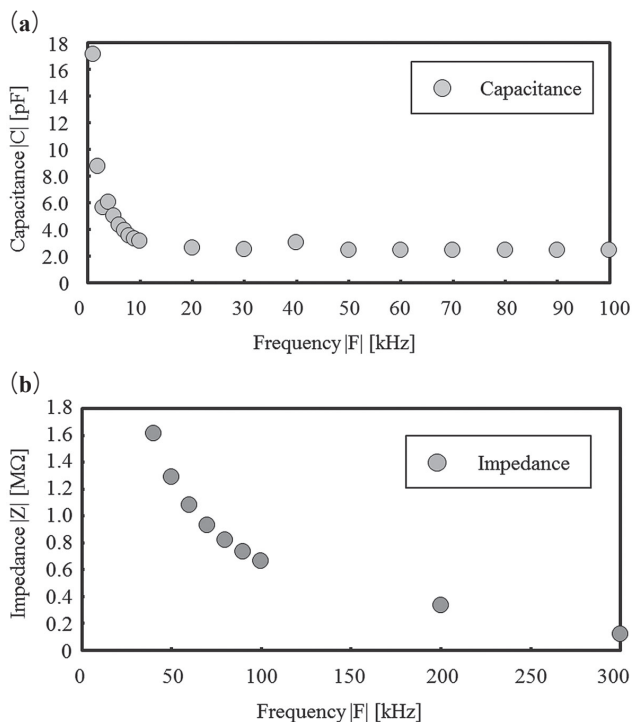 (a)
18
16
14
12
10
8.0
6.0
4.0
2.0
0.0
Capacitance |C| [pF]
Capacitance
0 10 20 30 40 50 60 70 80 90 100
Frequency |F| [kHz]
(b)
1.8
1.6
1.4
1.2
1.0
0.8
0.6
0.4
0.2
0
Impedance |Z| [MΩ]
Impedance
0 50 100 150 200 250 300
Frequency |F| [kHz]